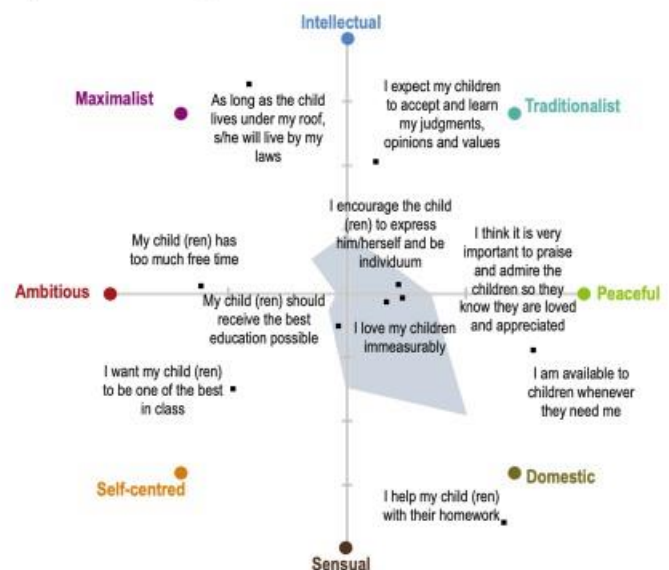 Intellectual
Maximalist
As long as the child
lives under my roof,
s/he will live by my
laws
I expect my children
to accept and learn
my judgments,
opinions and values
Traditionalist
I encourage the child
(ren) to express
him/herself and be
individuum
My child (ren) has
too much free time
I think it is very
important to praise
and admire the
children so they
know they are loved
and appreciated
Ambitious
Peaceful
My child (ren) should
receive the best
education possible
I love my children
immeasurably
I want my child (ren)
to be one of the best
in class
I am available to
children whenever
they need me
Self-centred
Domestic
I help my child (ren)
with their homework
Sensual